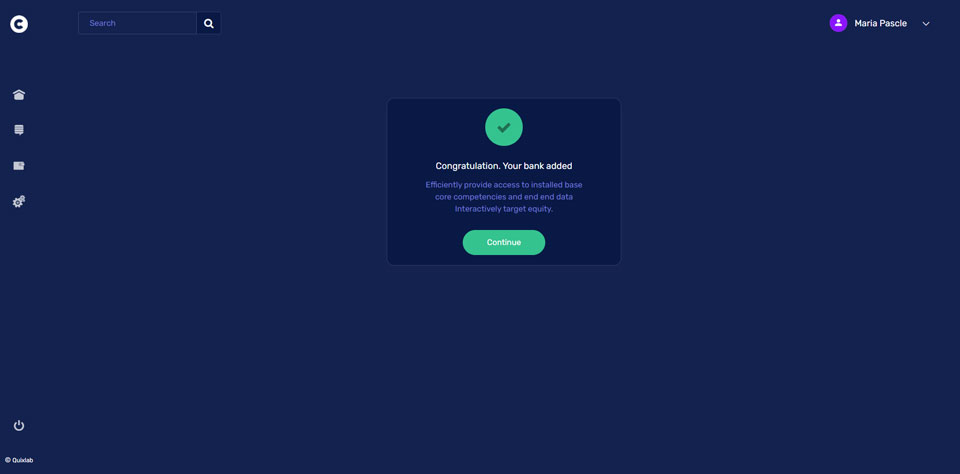 Search
Maria Pascle
Congratulation. Your bank added
Efficiently provide access to installed base
core competencies and end end data
Interactively target equity.
Continue
© Quixlab